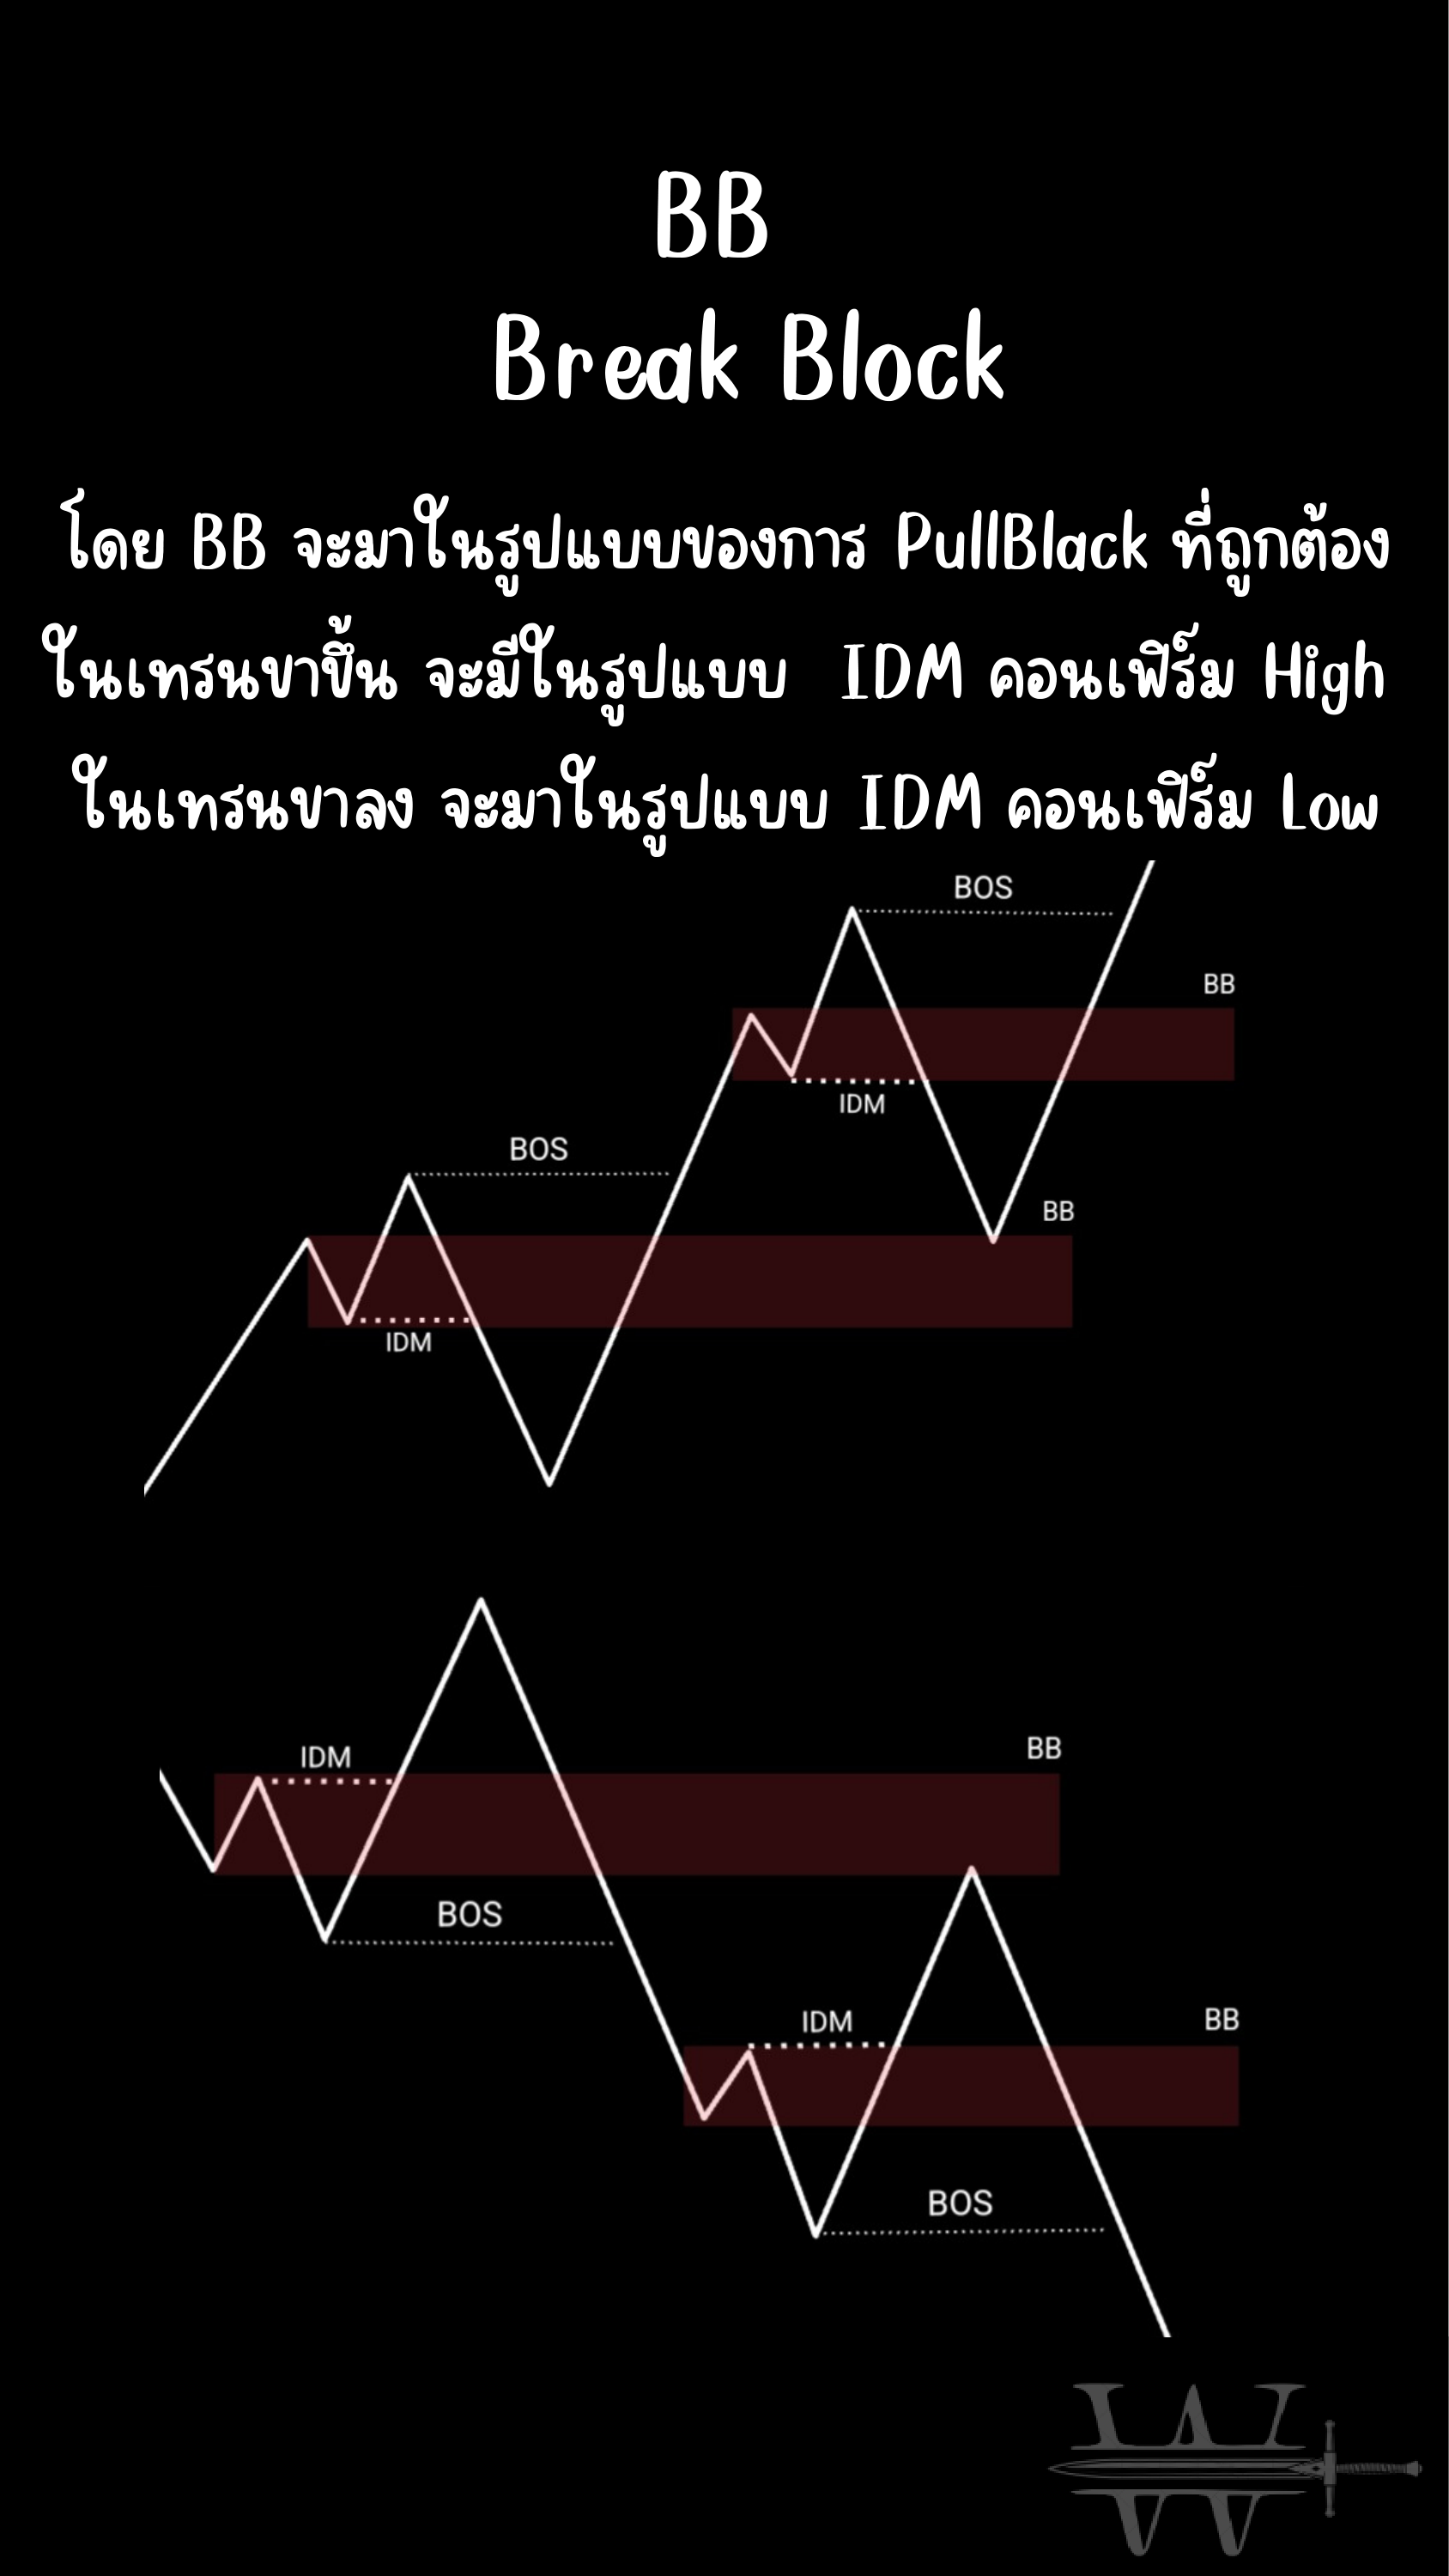 BB
Break Block
โดย BB จะมาในรูปแบบของการ PullBlack ที่ถูกต้อง
ในเทรนขาขึ้น จะมีในรูปแบบ IDM คอนเฟิร์ม High
ในเทรนขาลง จะมาในรูปแบบ IDM คอนเฟิร์ม Low
BOS
BB
IDM
BOS
BB
IDM
BB
IDM
BOS
BB
IDM
BOS
W